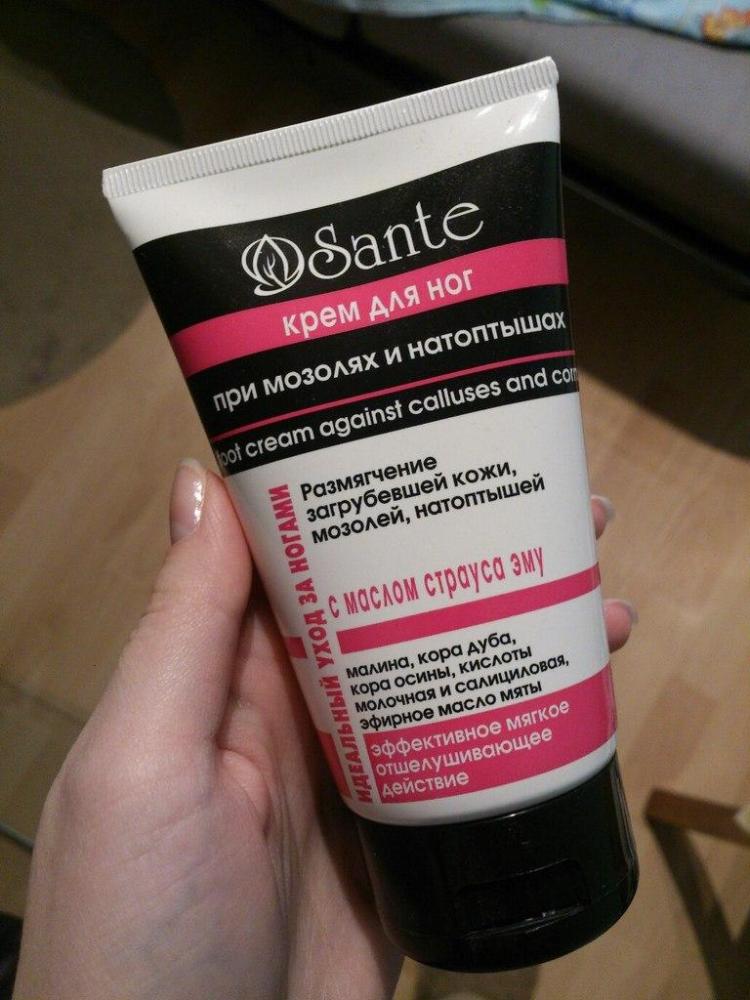 Sante
крем для ног
при мозолях и натоптышах
foot cream against calluses and
ИДЕАЛЬНЫЙ УХОД ЗА НОГАМИ
Размягчение
загрубевшей кожи,
мозолей, натоптышей
с маслом страуса эму
малина, кора дуба,
кора осины, кислоты
молочная и салициловая,
эфирное масло мяты
эффективное мягкое
отшелушивающее
действие